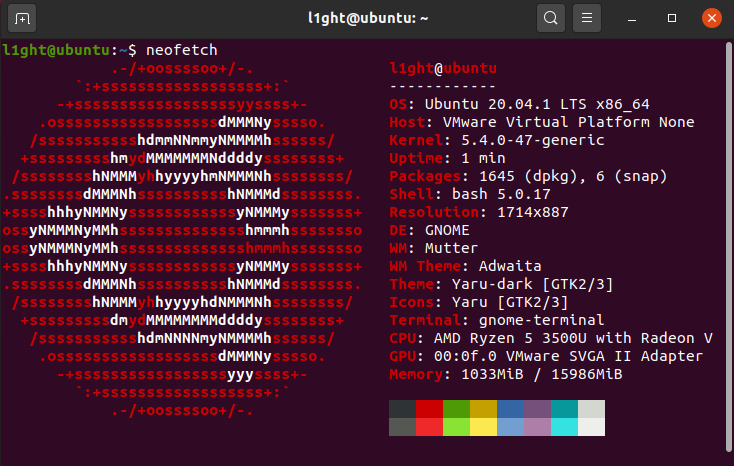 l1ght@ubuntu: ~
l1ght@ubuntu:~$ neofetch
            .-/+oossssoo+/-.               l1ght@ubuntu
        `:+ssssssssssssssssss+:`           ------------
      -+ssssssssssssssssssyyssss+-         OS: Ubuntu 20.04.1 LTS x86_64
    .ossssssssssssssssssdMMMNysssso.       Host: VMware Virtual Platform None
   /ssssssssssshdmmNNmmyNMMMMhssssss/      Kernel: 5.4.0-47-generic
  +ssssssssshmydMMMMMMMNddddyssssssss+     Uptime: 1 min
 /sssssssshNMMMyhhyyyyhmNMMMNhssssssss/    Packages: 1645 (dpkg), 6 (snap)
.ssssssssdMMMNhsssssssssshNMMMdssssssss.   Shell: bash 5.0.17
+sssshhhyNMMNyssssssssssssyNMMMysssssss+   Resolution: 1714x887
ossyNMMMNyMMhsssssssssssssshmmmhssssssso   DE: GNOME
ossyNMMMNyMMhsssssssssssssshmmmhssssssso   WM: Mutter
+sssshhhyNMMNyssssssssssssyNMMMysssssss+   WM Theme: Adwaita
.ssssssssdMMMNhsssssssssshNMMMdssssssss.   Theme: Yaru-dark [GTK2/3]
 /sssssssshNMMMyhhyyyyhdNMMMNhssssssss/    Icons: Yaru [GTK2/3]
  +sssssssssdmydMMMMMMMMddddyssssssss+     Terminal: gnome-terminal
   /ssssssssssshdmNNNNmyNMMMMhssssss/      CPU: AMD Ryzen 5 3500U with Radeon V
    .ossssssssssssssssssdMMMNysssso.       GPU: 00:0f.0 VMware SVGA II Adapter
      -+sssssssssssssssssyyyssss+-         Memory: 1033MiB / 15986MiB
        `:+ssssssssssssssssss+:`
            .-/+oossssoo+/-.